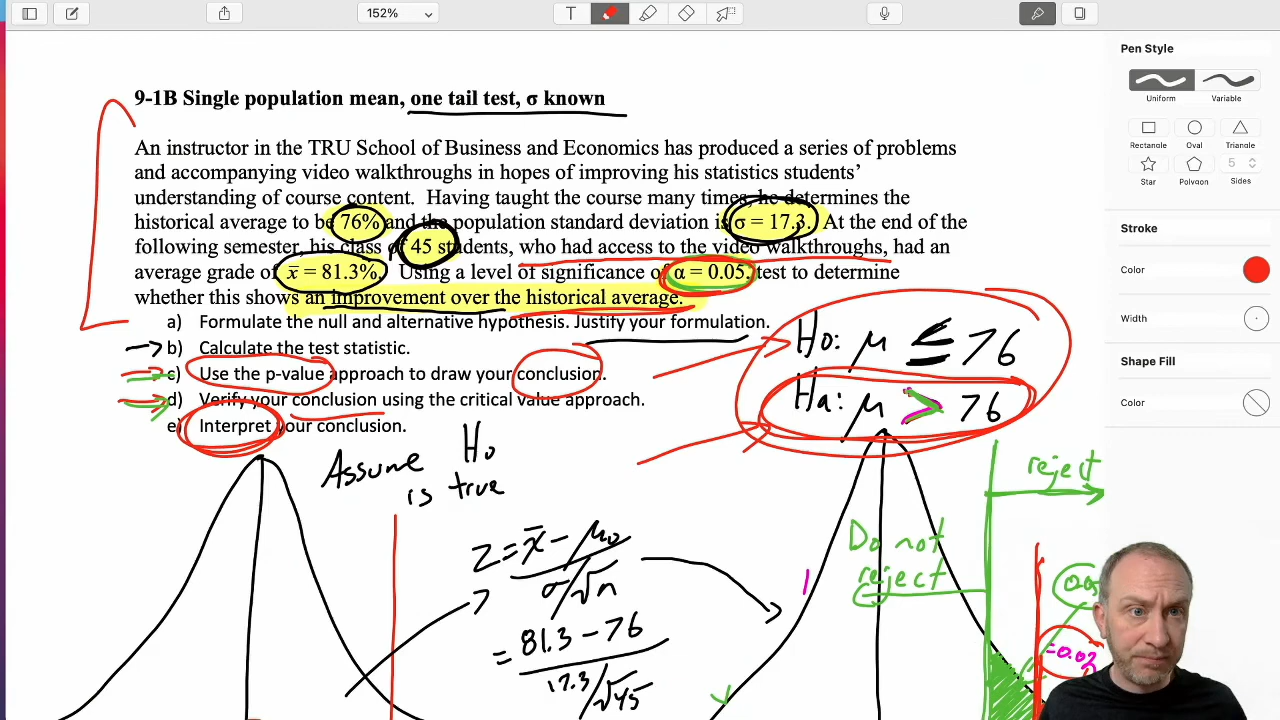 152%
T
Pen Style
Uniform Variable
Rectangle Oval Triangle
Star Polygon 5 Sides
Stroke
Color
Width
Shape Fill
Color
9-1B Single population mean, one tail test, σ known
An instructor in the TRU School of Business and Economics has produced a series of problems
and accompanying video walkthroughs in hopes of improving his statistics students’
understanding of course content. Having taught the course many times, he determines the
historical average to be 76% and the population standard deviation is σ = 17.3. At the end of the
following semester, his class of 45 students, who had access to the video walkthroughs, had an
average grade of x̄ = 81.3%. Using a level of significance of α = 0.05, test to determine
whether this shows an improvement over the historical average.
a) Formulate the null and alternative hypothesis. Justify your formulation.
b) Calculate the test statistic.
c) Use the p-value approach to draw your conclusion.
d) Verify your conclusion using the critical value approach.
e) Interpret your conclusion.
Ho: μ ≤ 76
Ha: μ > 76
Assume Ho
is true
Z = x̄ - μ₀
σ/√n
= 81.3 - 76
17.3/√45
Do not
reject
reject